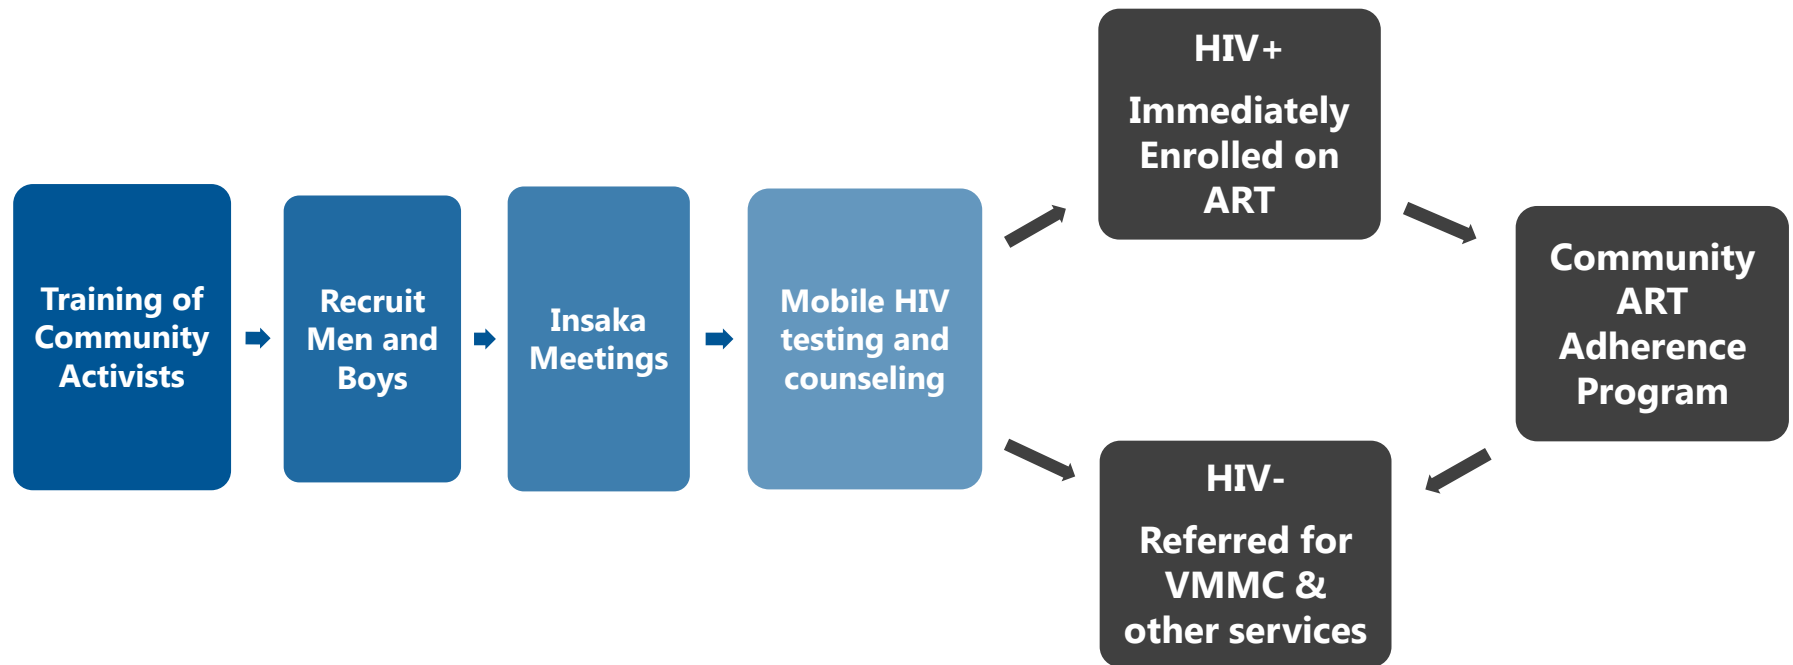 Training of
Community
Activists
Recruit
Men and
Boys
Insaka
Meetings
Mobile HIV
testing and
counseling
HIV+
Immediately
Enrolled on
ART
Community
ART
Adherence
Program
HIV-
Referred for
VMMC &
other services